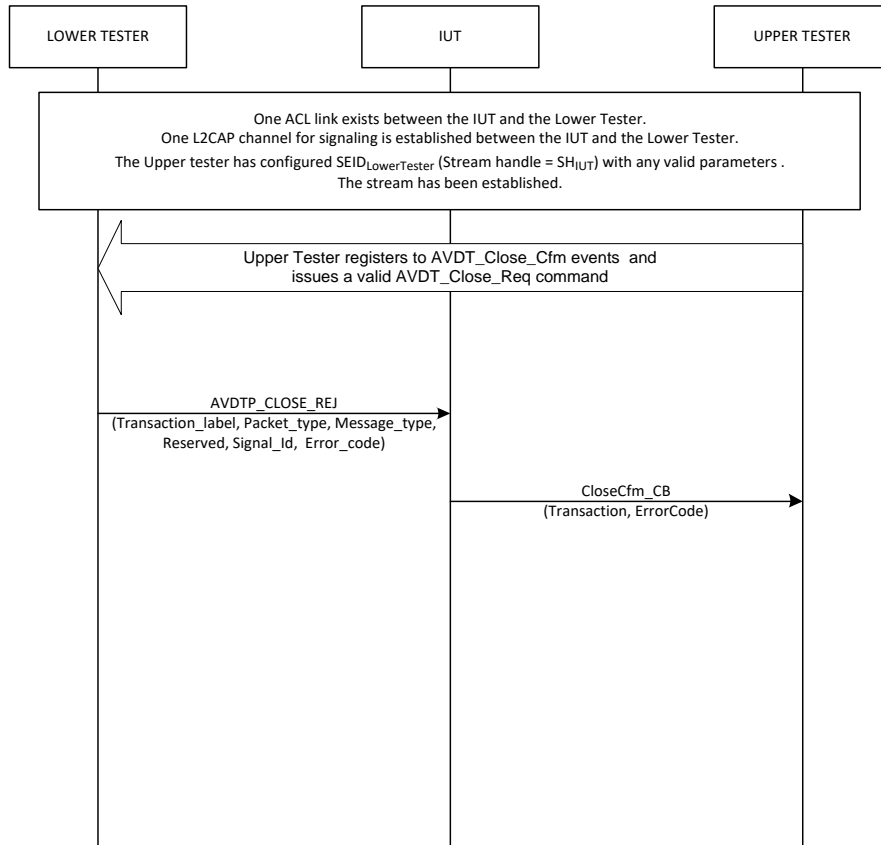 LOWER TESTER
IUT
UPPER TESTER
One ACL link exists between the IUT and the Lower Tester.
One L2CAP channel for signaling is established between the IUT and the Lower Tester.
The Upper tester has configured SEIDLowerTester (Stream handle = SHIUT) with any valid parameters .
The stream has been established.
Upper Tester registers to AVDT_Close_Cfm events and
issues a valid AVDT_Close_Req command
AVDTP_CLOSE_REJ
(Transaction_label, Packet_type, Message_type,
Reserved, Signal_Id, Error_code)
CloseCfm_CB
(Transaction, ErrorCode)